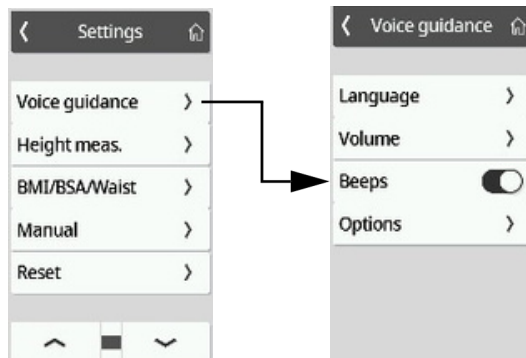 Settings
Voice guidance
Height meas.
BMI/BSA/Waist
Manual
Reset
Voice guidance
Language
Volume
Beeps
Options